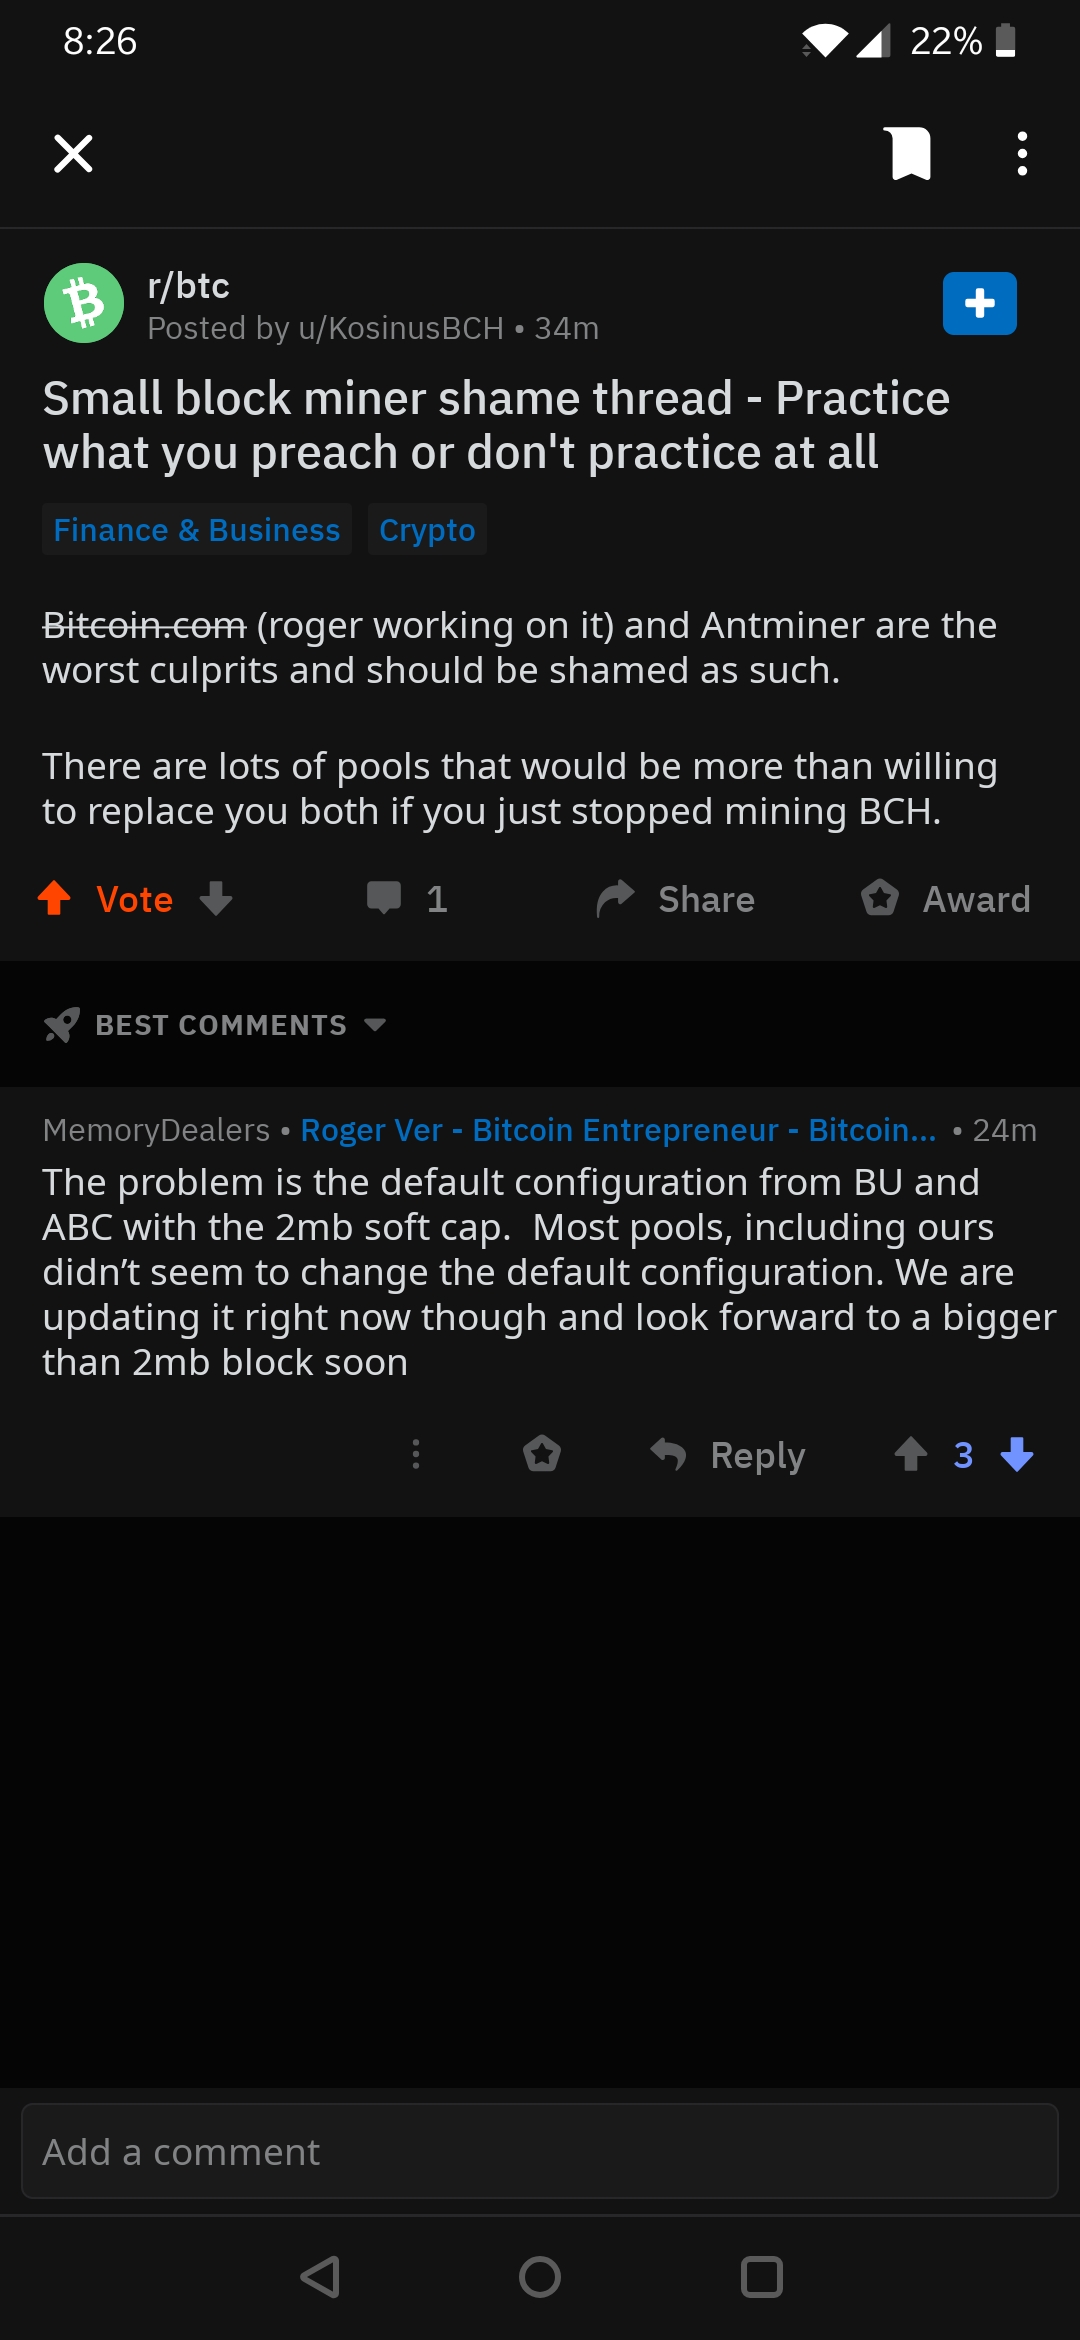 8:26
22%
r/btc
Posted by u/KosinusBCH • 34m
Small block miner shame thread - Practice
what you preach or don't practice at all
Finance & Business
Crypto
Bitcoin.com (roger working on it) and Antminer are the
worst culprits and should be shamed as such.
There are lots of pools that would be more than willing
to replace you both if you just stopped mining BCH.
Vote
1
Share
Award
BEST COMMENTS
MemoryDealers • Roger Ver - Bitcoin Entrepreneur - Bitcoin... • 24m
The problem is the default configuration from BU and
ABC with the 2mb soft cap.  Most pools, including ours
didn’t seem to change the default configuration. We are
updating it right now though and look forward to a bigger
than 2mb block soon
Reply
3
Add a comment